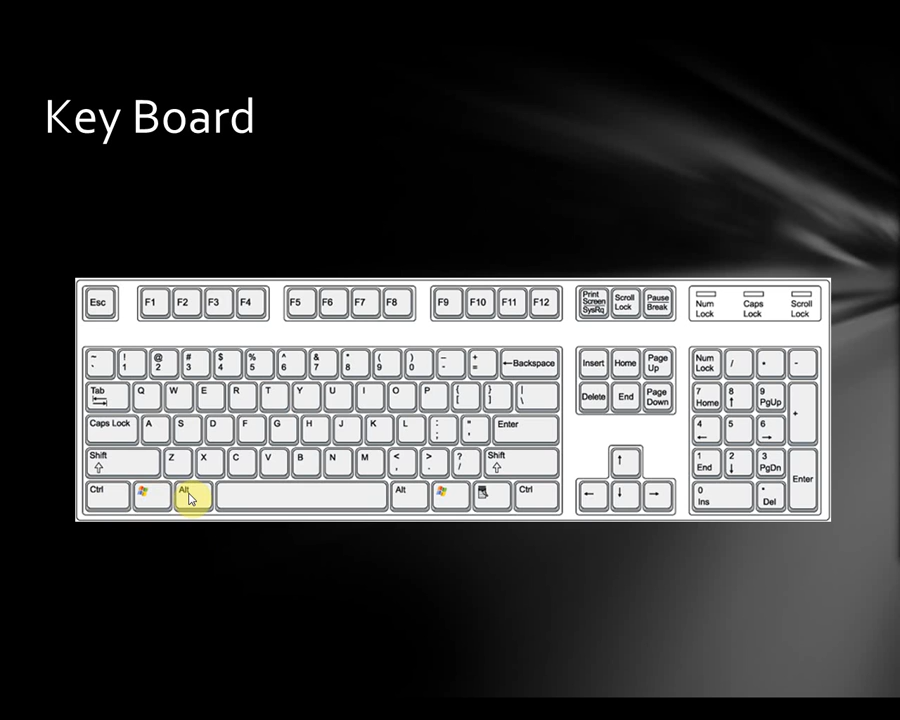 Key Board
Esc F1 F2 F3 F4 F5 F6 F7 F8 F9 F10 F11 F12 Print Screen SysRq Scroll Lock Pause Break Num Lock Caps Lock Scroll Lock
~ ` ! 1 @ 2 # 3 $ 4 % 5 ^ 6 & 7 * 8 ( 9 ) 0 _ - + = ←Backspace Insert Home Page Up Num Lock / * -
Tab Q W E R T Y U I O P { [ } ] | \ Delete End Page Down 7 Home 8 ↑ 9 PgUp +
Caps Lock A S D F G H J K L : ; " ' Enter 4 ← 5 6 →
Shift Z X C V B N M < , > . ? / Shift ↑ 1 End 2 ↓ 3 PgDn Enter
Ctrl Alt Alt Ctrl ← ↓ → 0 Ins . Del